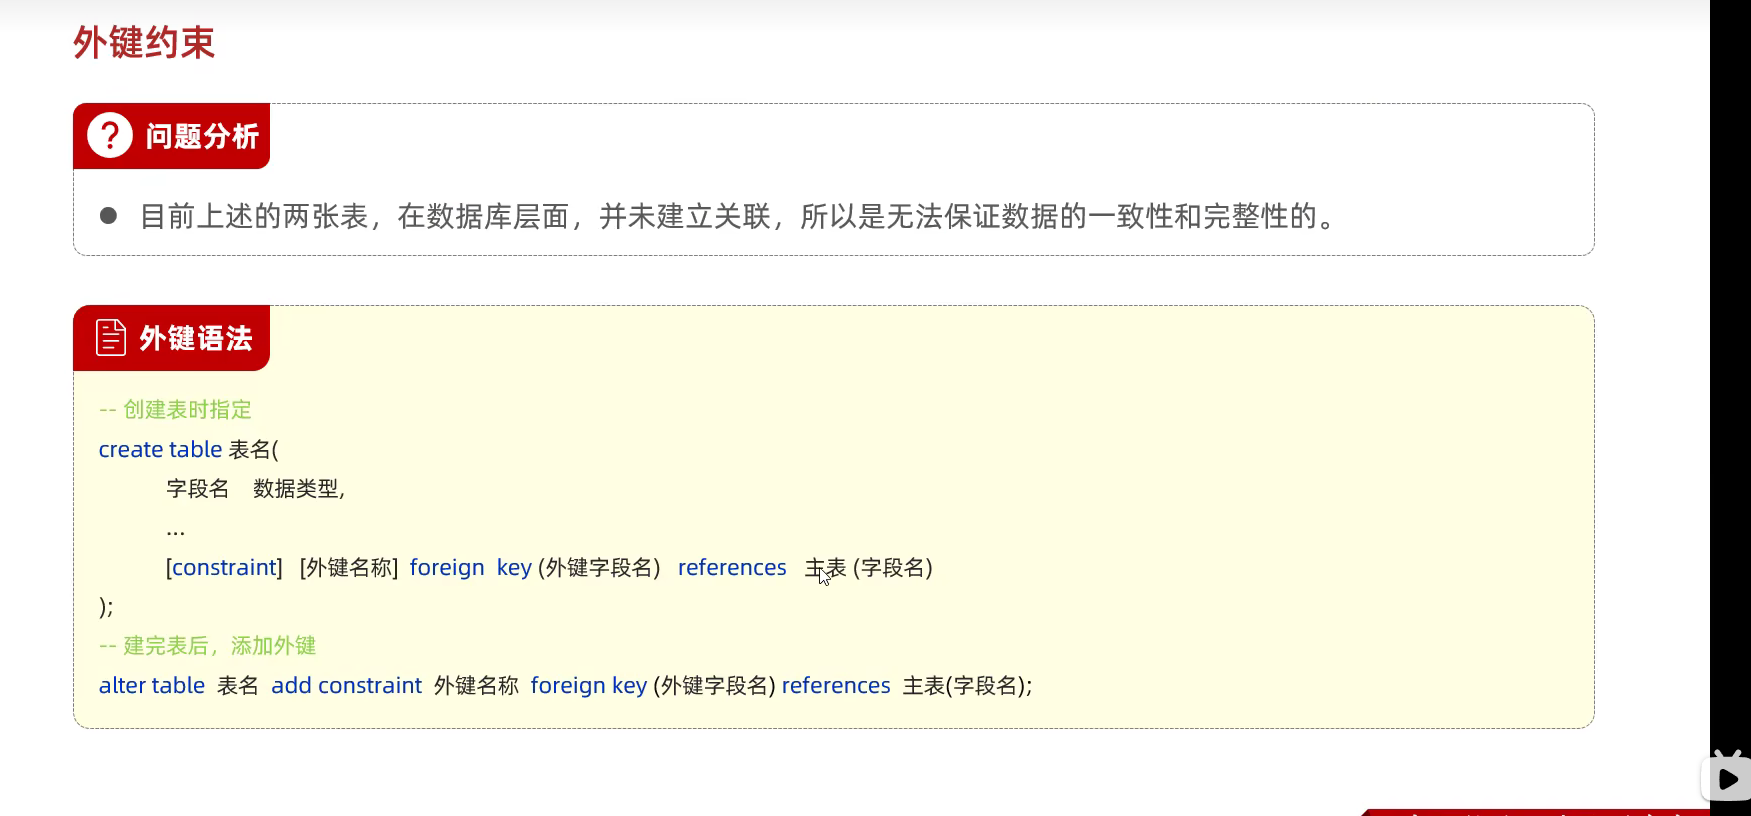 外键约束
? 问题分析
● 目前上述的两张表，在数据库层面，并未建立关联，所以是无法保证数据的一致性和完整性的。
外键语法
-- 创建表时指定
create table 表名(
字段名 数据类型,
...
[constraint] [外键名称] foreign key (外键字段名) references 主表 (字段名)
);
-- 建完表后，添加外键
alter table 表名 add constraint 外键名称 foreign key (外键字段名) references 主表(字段名);